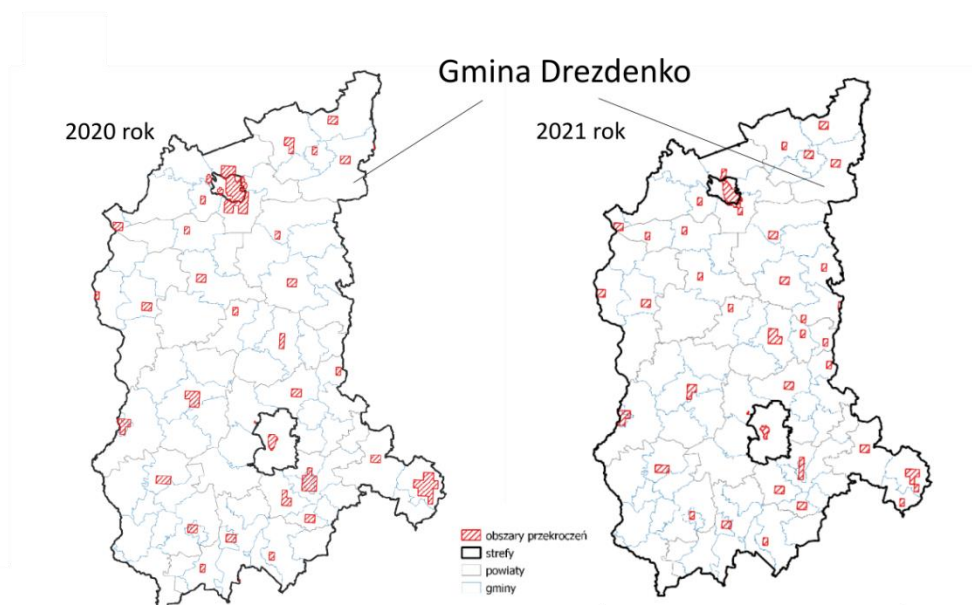 Gmina Drezdenko
2020 rok
2021 rok
obszary przekroczeń
strefy
powiaty
gminy